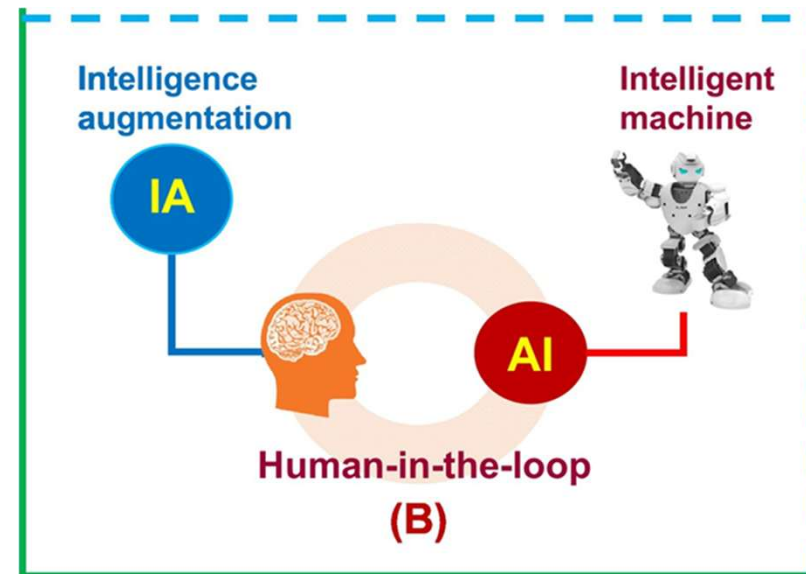 Intelligence
augmentation
IA
Intelligent
machine
AI
Human-in-the-loop
(B)